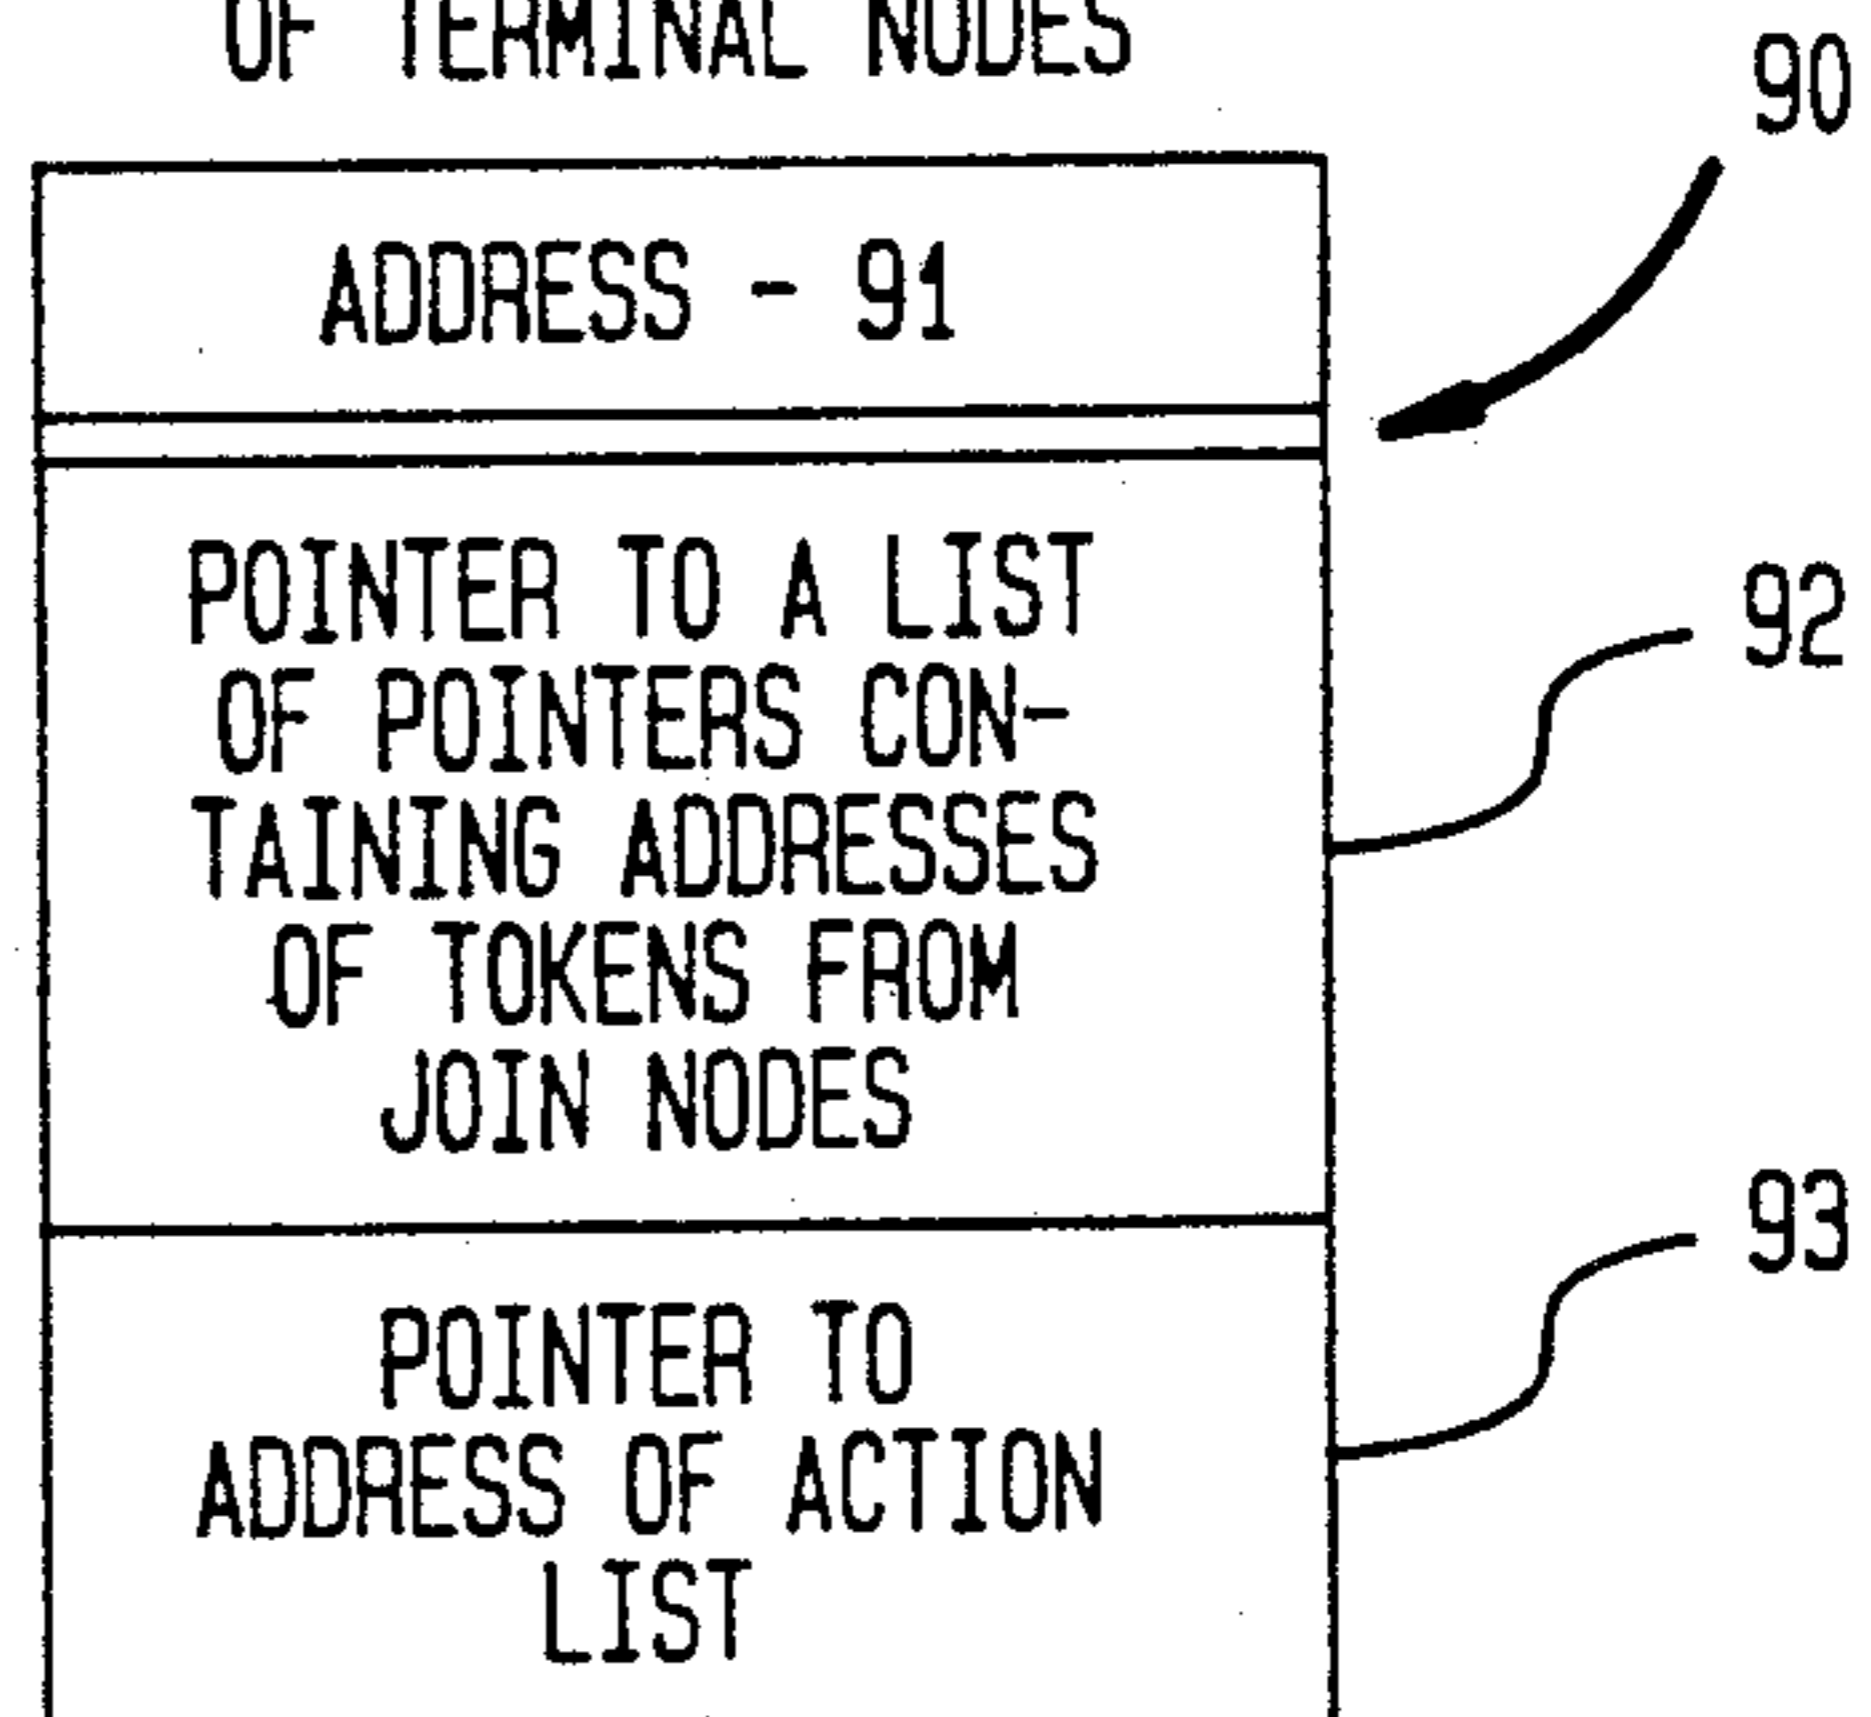 OF TERMINAL NODES
90
ADDRESS - 91
POINTER TO A LIST
OF POINTERS CON-
TAINING ADDRESSES
OF TOKENS FROM
JOIN NODES
92
POINTER TO
ADDRESS OF ACTION
LIST
93